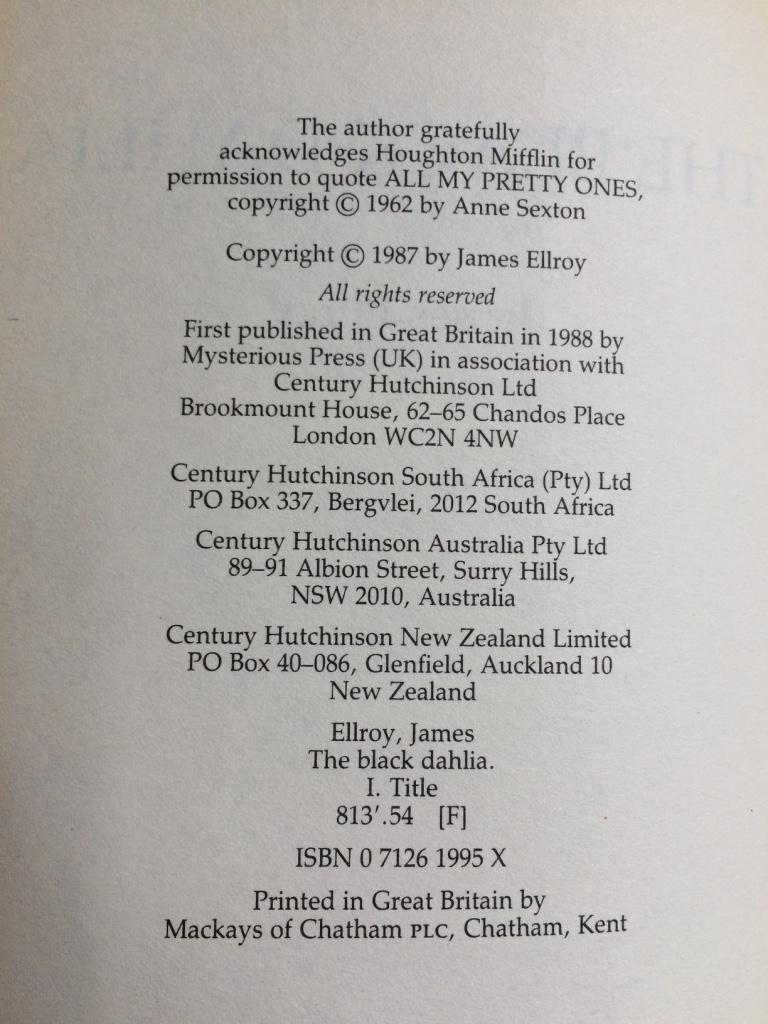 The author gratefully
acknowledges Houghton Mifflin for
permission to quote ALL MY PRETTY ONES,
copyright © 1962 by Anne Sexton
Copyright © 1987 by James Ellroy
All rights reserved
First published in Great Britain in 1988 by
Mysterious Press (UK) in association with
Century Hutchinson Ltd
Brookmount House, 62–65 Chandos Place
London WC2N 4NW
Century Hutchinson South Africa (Pty) Ltd
PO Box 337, Bergvlei, 2012 South Africa
Century Hutchinson Australia Pty Ltd
89–91 Albion Street, Surry Hills,
NSW 2010, Australia
Century Hutchinson New Zealand Limited
PO Box 40–086, Glenfield, Auckland 10
New Zealand
Ellroy, James
The black dahlia.
I. Title
813′.54 [F]
ISBN 0 7126 1995 X
Printed in Great Britain by
Mackays of Chatham PLC, Chatham, Kent